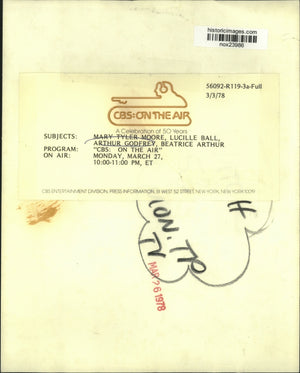 historicimages.com
nox23986
56092-R119-3a-Full
3/3/78
CBS: ON THE AIR
A Celebration of 50 Years
SUBJECTS: MARY TYLER MOORE, LUCILLE BALL,
ARTHUR GODFREY, BEATRICE ARTHUR
PROGRAM: "CBS: ON THE AIR"
ON AIR: MONDAY, MARCH 27,
10:00-11:00 PM, ET
CBS ENTERTAINMENT DIVISION, PRESS INFORMATION, 51 WEST 52 STREET, NEW YORK, NEW YORK 10019
MAR 26 1978